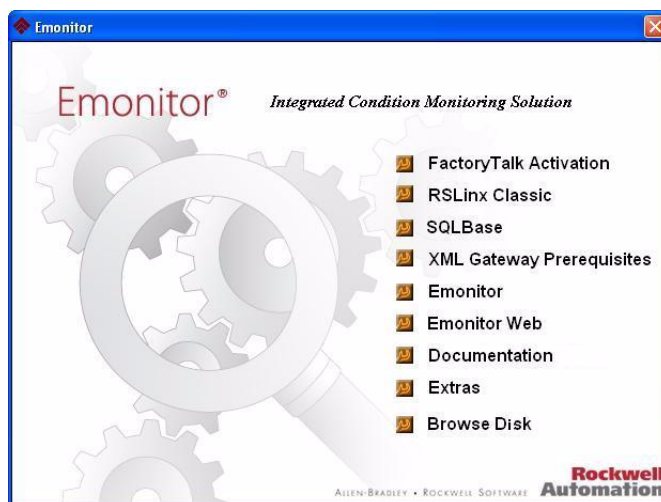 Emonitor
Emonitor® Integrated Condition Monitoring Solution
FactoryTalk Activation
RSLinx Classic
SQLBase
XML Gateway Prerequisites
Emonitor
Emonitor Web
Documentation
Extras
Browse Disk
ALLEN-BRADLEY • ROCKWELL SOFTWARE
Rockwell
Automation